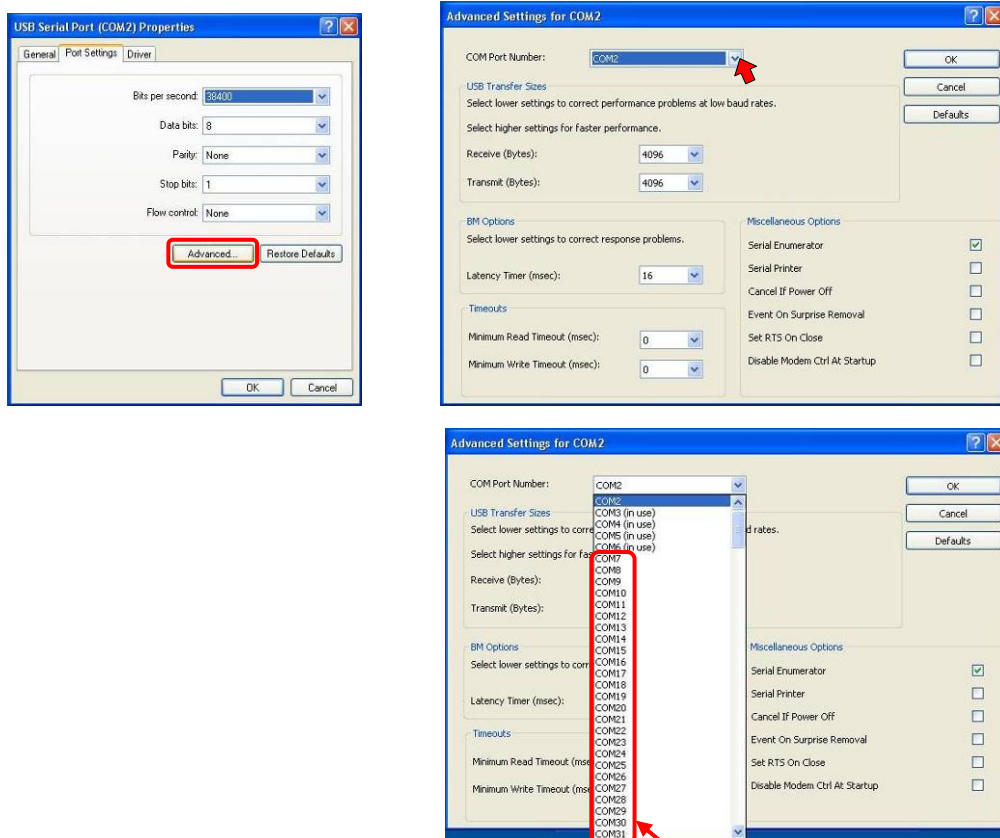 USB Serial Port (COM2) Properties
General Port Settings Driver
Bits per second: 38400
Data bits: 8
Parity: None
Stop bits: 1
Flow control: None
Advanced... Restore Defaults
OK Cancel
Advanced Settings for COM2
COM Port Number: COM2
OK
Cancel
Defaults
USB Transfer Sizes
Select lower settings to correct performance problems at low baud rates.
Select higher settings for faster performance.
Receive (Bytes): 4096
Transmit (Bytes): 4096
BM Options
Select lower settings to correct response problems.
Latency Timer (msec): 16
Timeouts
Minimum Read Timeout (msec): 0
Minimum Write Timeout (msec): 0
Miscellaneous Options
Serial Enumerator
Serial Printer
Cancel If Power Off
Event On Surprise Removal
Set RTS On Close
Disable Modem Ctrl At Startup
Advanced Settings for COM2
COM Port Number: COM2
OK
Cancel
Defaults
COM2
COM3 (in use)
COM4 (in use)
COM5 (in use)
COM6 (in use)
COM7
COM8
COM9
COM10
COM11
COM12
COM13
COM14
COM15
COM16
COM17
COM18
COM19
COM20
COM21
COM22
COM23
COM24
COM25
COM26
COM27
COM28
COM29
COM30
COM31
USB Transfer Sizes
Select lower settings to corre d rates.
Select higher settings for fas
Receive (Bytes):
Transmit (Bytes):
BM Options
Select lower settings to corr
Latency Timer (msec):
Timeouts
Minimum Read Timeout (mse
Minimum Write Timeout (mse
Miscellaneous Options
Serial Enumerator
Serial Printer
Cancel If Power Off
Event On Surprise Removal
Set RTS On Close
Disable Modem Ctrl At Startup